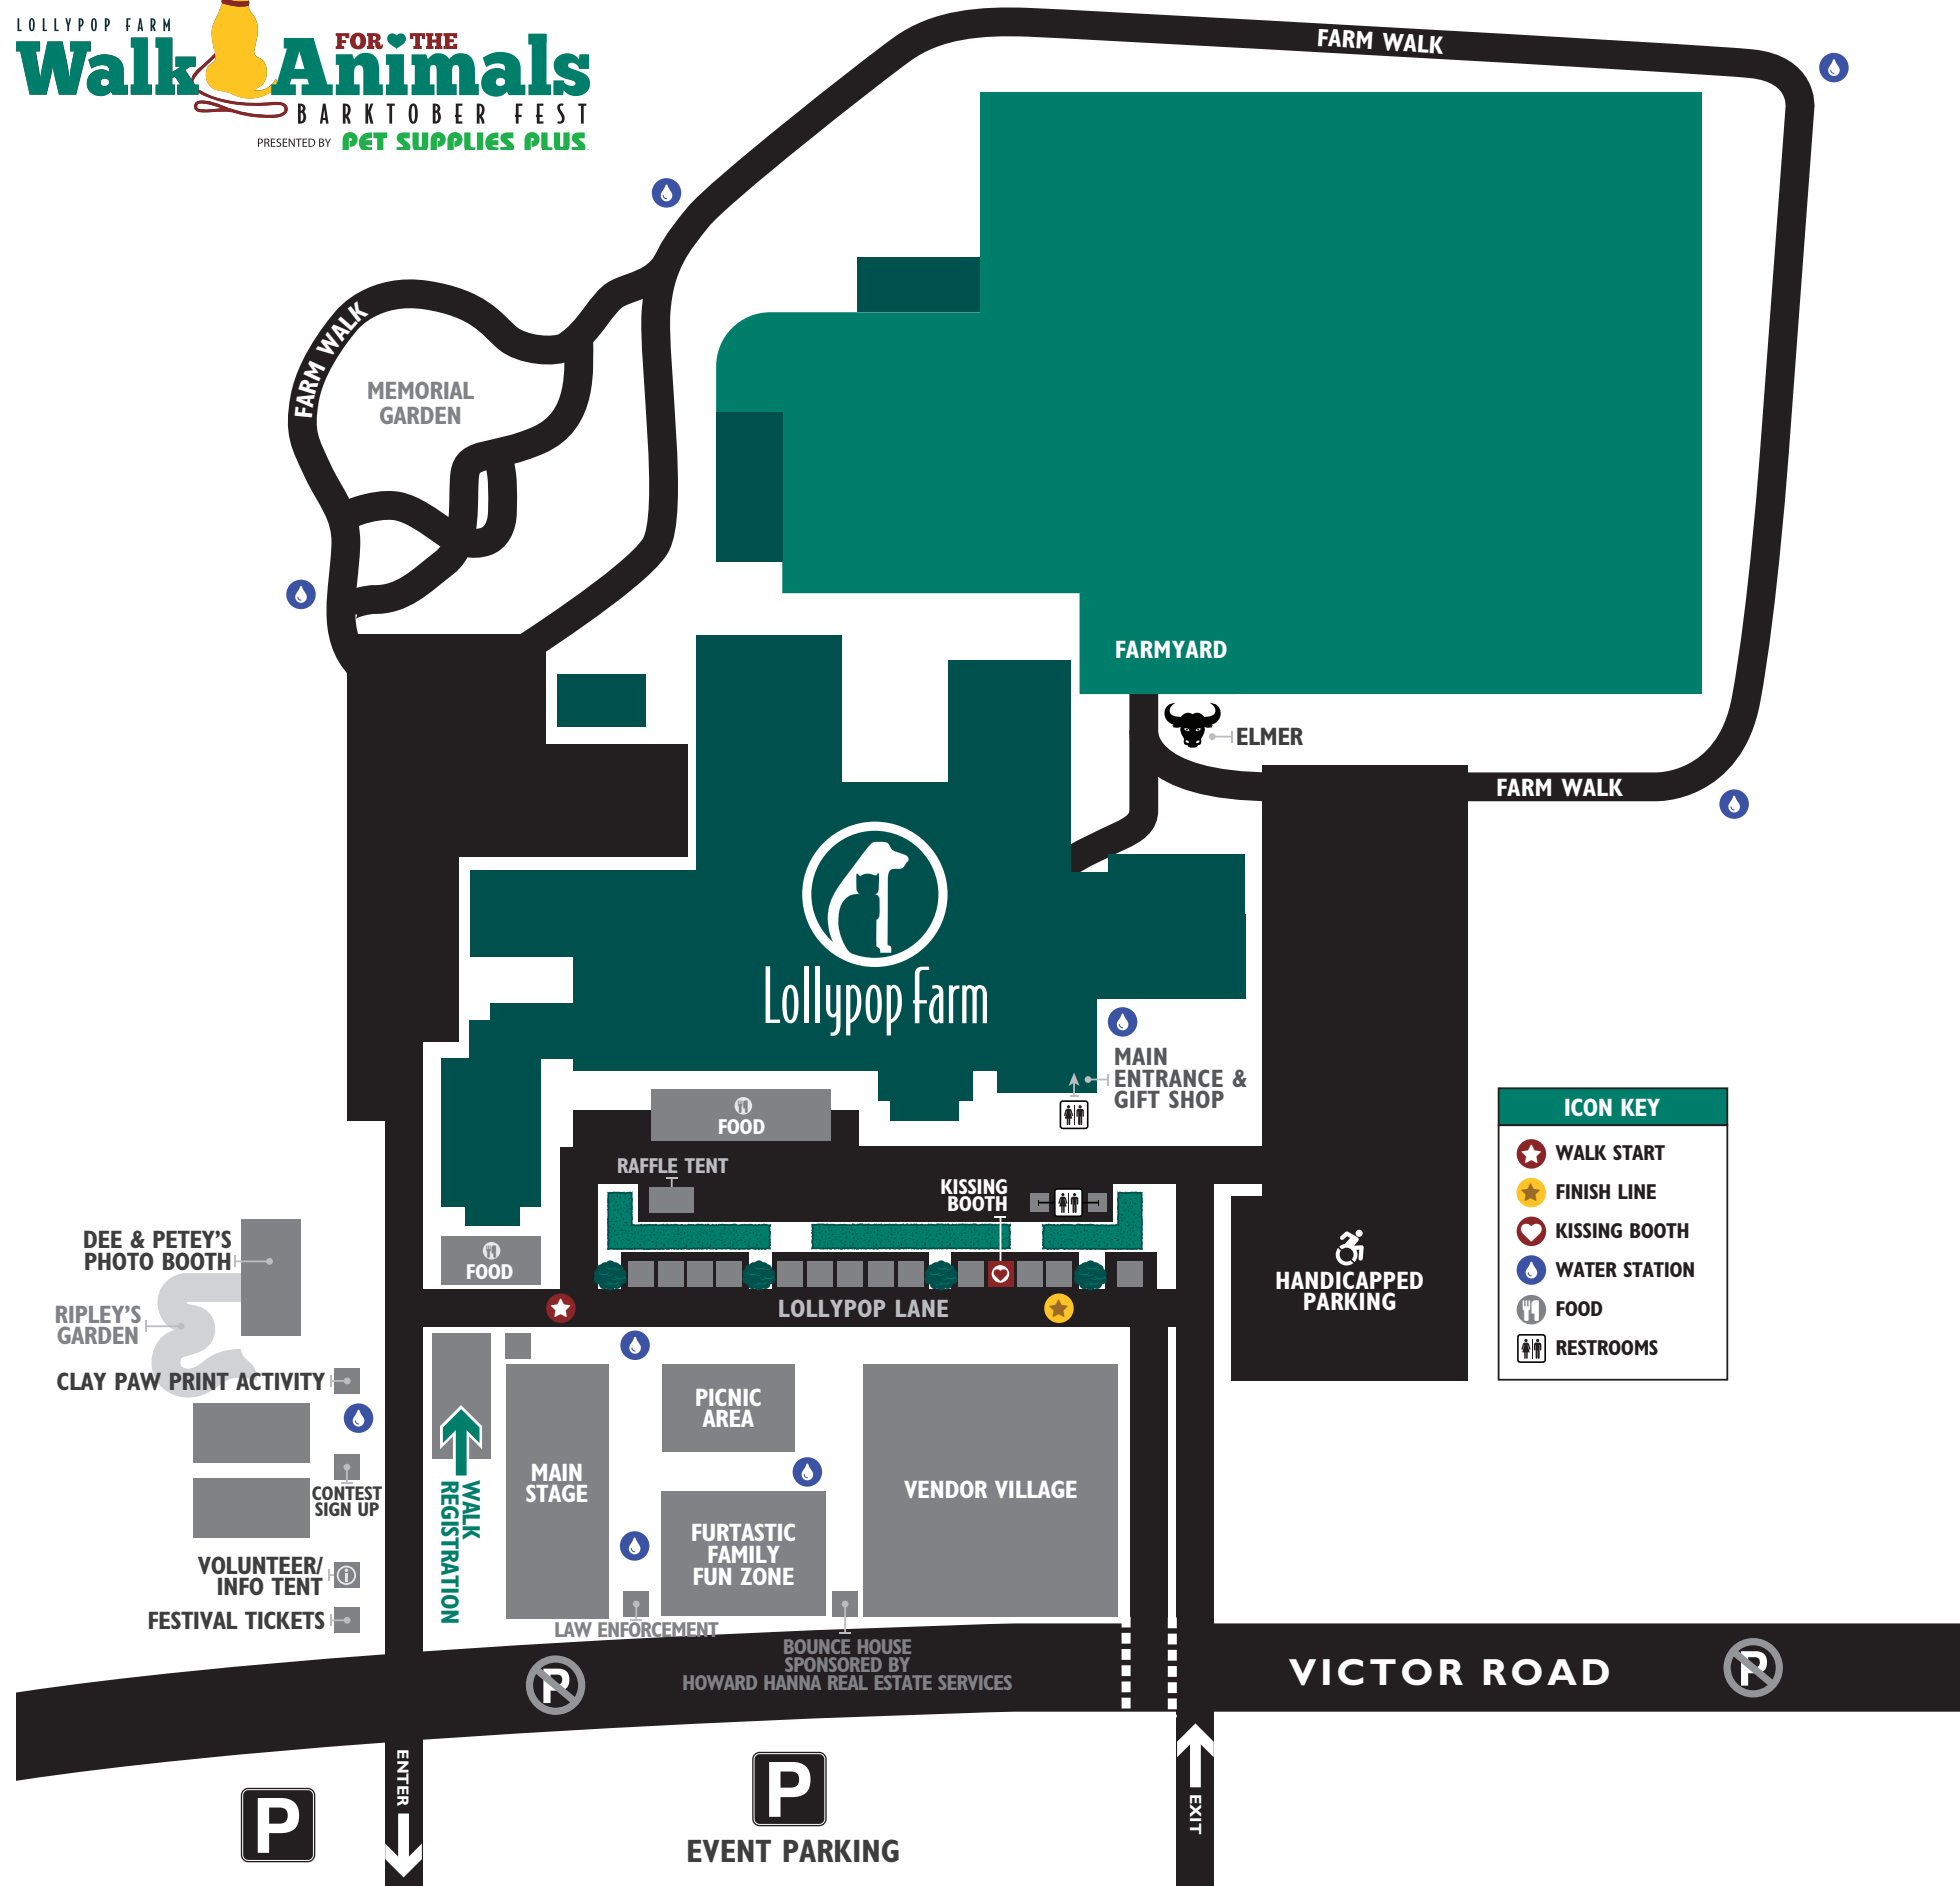 LOLLYPOP FARM
Walk FOR THE Animals
BARKTOBER FEST
PRESENTED BY PET SUPPLIES PLUS
FARM WALK
FARM WALK
MEMORIAL
GARDEN
FARMYARD
ELMER
FARM WALK
Lollypop Farm
MAIN
ENTRANCE &
GIFT SHOP
FOOD
RAFFLE TENT
KISSING
BOOTH
DEE & PETEY'S
PHOTO BOOTH
FOOD
RIPLEY'S
GARDEN
LOLLYPOP LANE
HANDICAPPED
PARKING
ICON KEY
WALK START
FINISH LINE
KISSING BOOTH
WATER STATION
FOOD
RESTROOMS
CLAY PAW PRINT ACTIVITY
CONTEST
SIGN UP
VOLUNTEER/
INFO TENT
i
FESTIVAL TICKETS
WALK
REGISTRATION
MAIN
STAGE
PICNIC
AREA
FURTASTIC
FAMILY
FUN ZONE
VENDOR VILLAGE
LAW ENFORCEMENT
BOUNCE HOUSE
SPONSORED BY
HOWARD HANNA REAL ESTATE SERVICES
P
VICTOR ROAD
P
ENTER
EXIT
P
P
EVENT PARKING